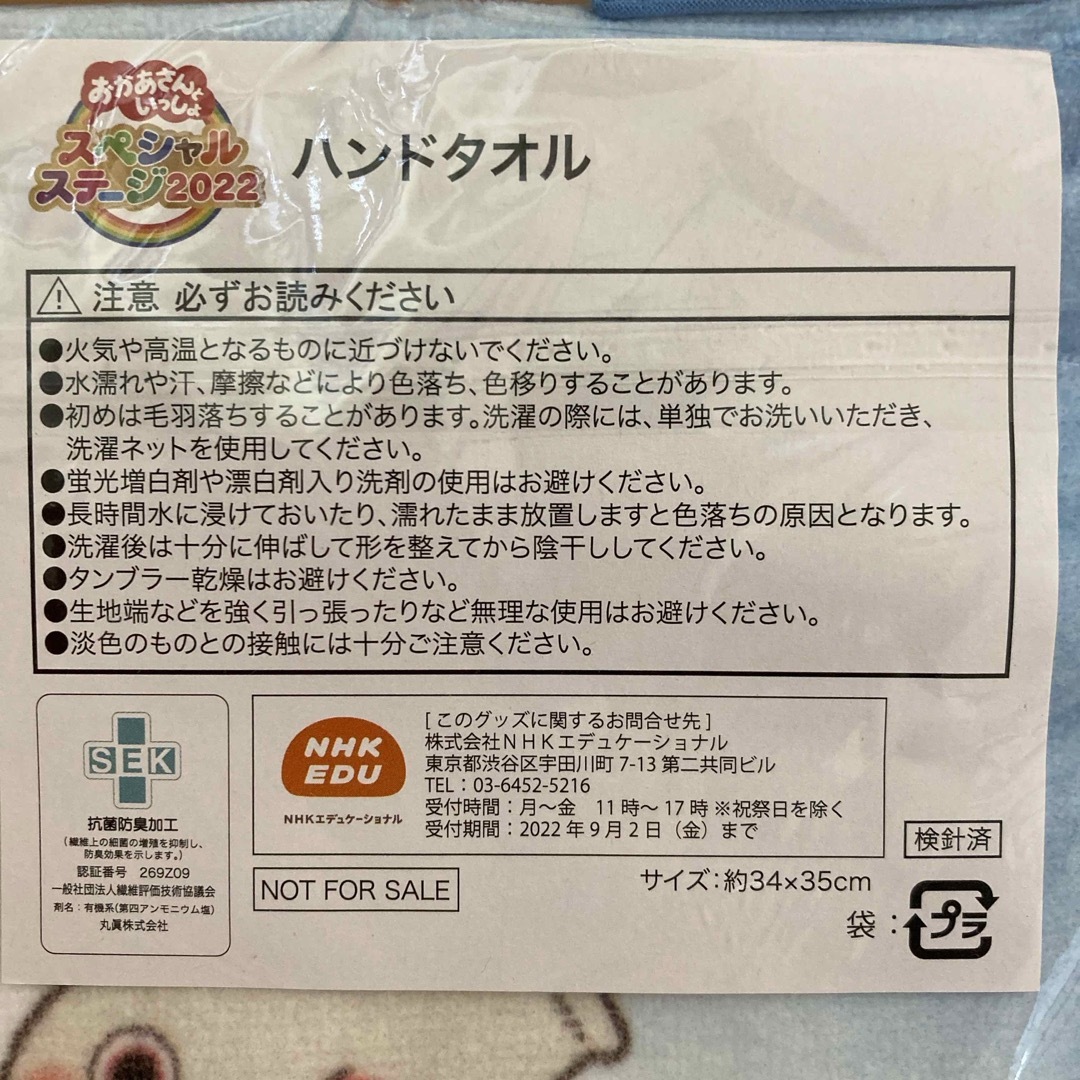 おかあさんと
いっしょ
スペシャル
ステージ2022
ハンドタオル
注意 必ずお読みください
●火気や高温となるものに近づけないでください。
●水濡れや汗、摩擦などにより色落ち、色移りすることがあります。
●初めは毛羽落ちすることがあります。洗濯の際には、単独でお洗いいただき、
洗濯ネットを使用してください。
●蛍光増白剤や漂白剤入り洗剤の使用はお避けください。
●長時間水に浸けておいたり、濡れたまま放置しますと色落ちの原因となります。
●洗濯後は十分に伸ばして形を整えてから陰干ししてください。
●タンブラー乾燥はお避けください。
●生地端などを強く引っ張ったりなど無理な使用はお避けください。
●淡色のものとの接触には十分ご注意ください。
SEK
抗菌防臭加工
(繊維上の細菌の増殖を抑制し、
防臭効果を示します。)
認証番号 269Z09
一般社団法人繊維評価技術協議会
剤名:有機系(第四アンモニウム塩)
丸眞株式会社
NHK
EDU
NHKエデュケーショナル
[このグッズに関するお問合せ先]
株式会社NHKエデュケーショナル
東京都渋谷区宇田川町 7-13 第二共同ビル
TEL:03-6452-5216
受付時間:月~金 11時~17時 ※祝祭日を除く
受付期間:2022年9月2日(金)まで
NOT FOR SALE
検針済
サイズ:約34×35cm
袋:プラ